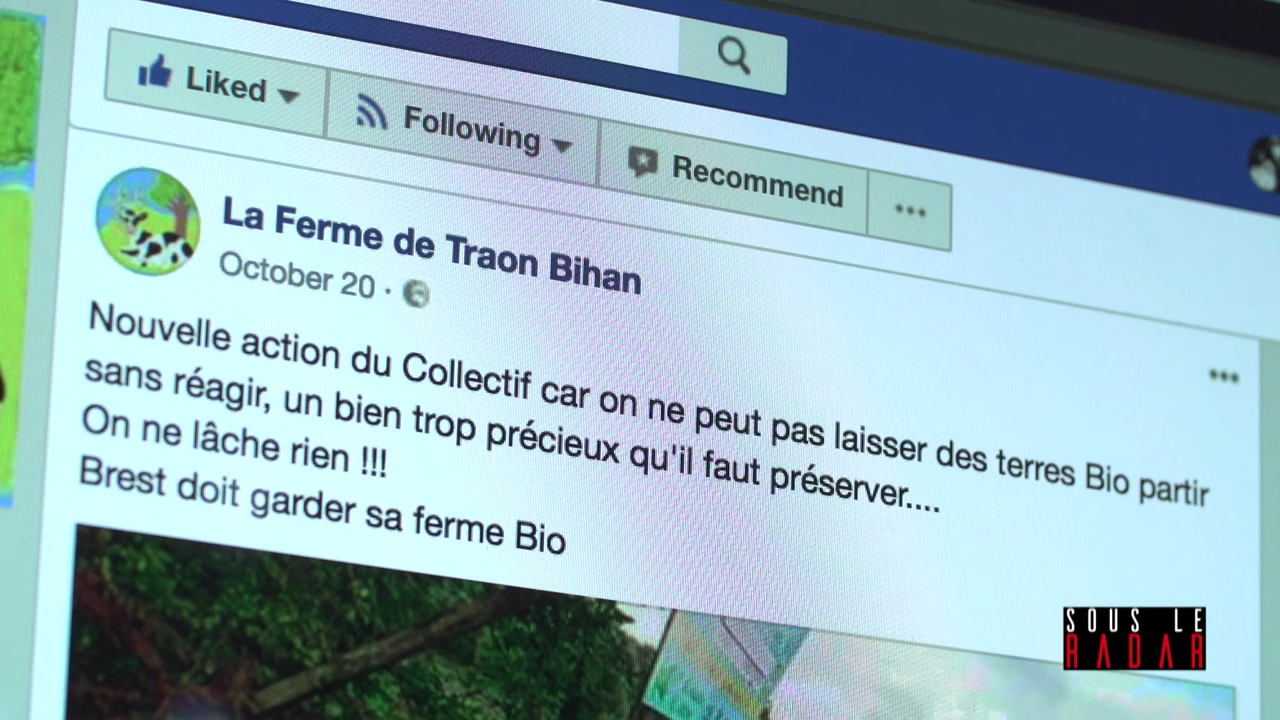 Liked
Following
Recommend
La Ferme de Traon Bihan
October 20 ·
Nouvelle action du Collectif car on ne peut pas laisser des terres Bio partir
sans réagir, un bien trop précieux qu'il faut préserver....
On ne lâche rien !!!
Brest doit garder sa ferme Bio
SOUS LE
RADAR